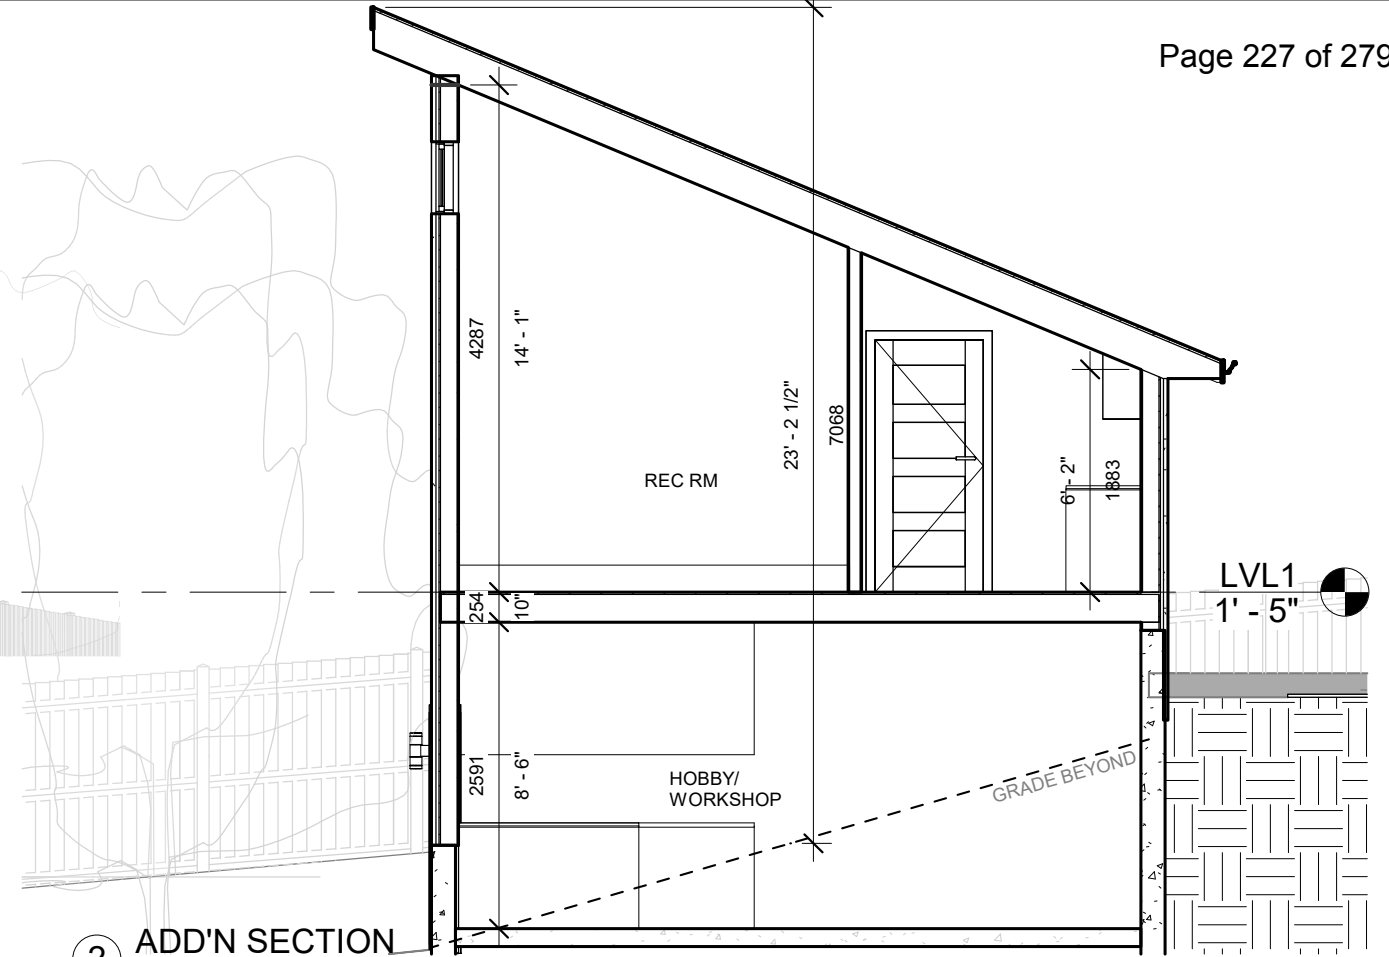 Page 227 of 279
4287
14' - 1"
23' - 2 1/2"
7068
REC RM
6' - 2"
1883
LVL1
1' - 5"
254
10"
2591
8' - 6"
HOBBY/
WORKSHOP
GRADE BEYOND
2
ADD'N SECTION